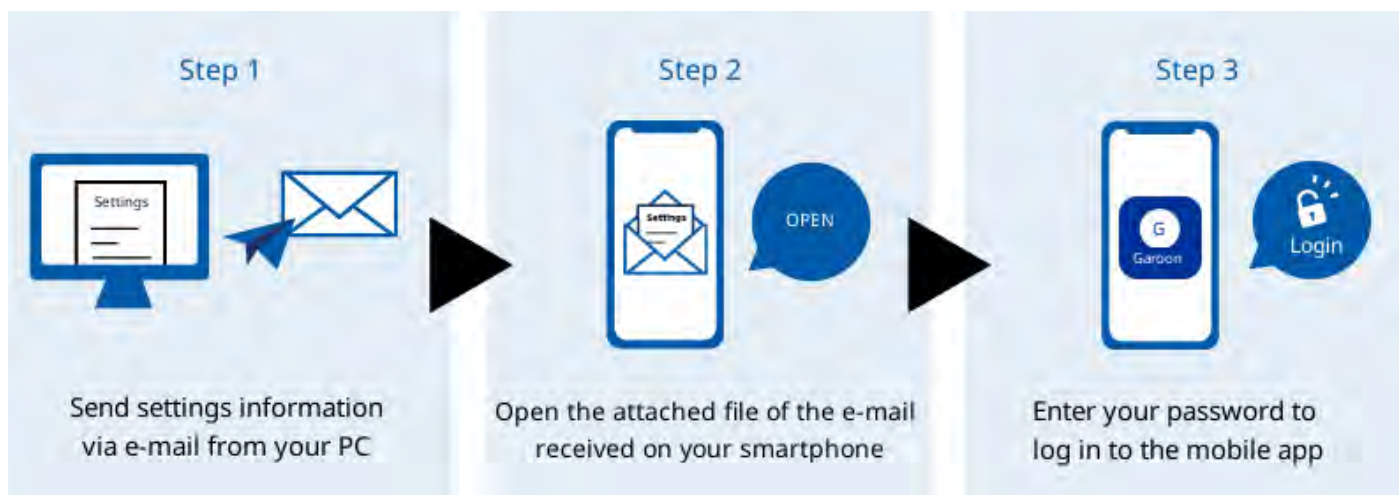 Step 1
Settings
Send settings information
via e-mail from your PC
Step 2
Settings
OPEN
Open the attached file of the e-mail
received on your smartphone
Step 3
G
Garoon
Login
Enter your password to
log in to the mobile app